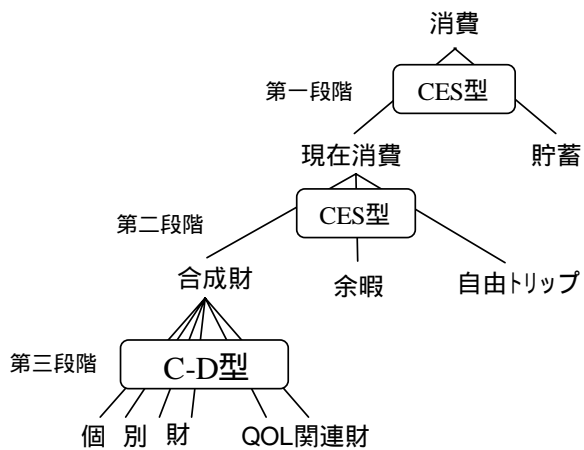 消費
第一段階 CES型
現在消費 貯蓄
第二段階 CES型
合成財 余暇 自由トリップ
第三段階 C-D型
個別財 QOL関連財